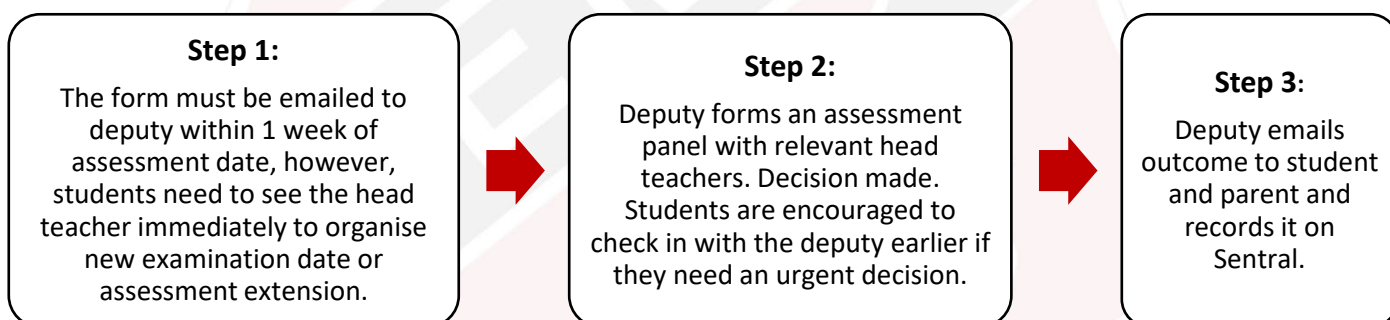 Step 1:
The form must be emailed to
deputy within 1 week of
assessment date, however,
students need to see the head
teacher immediately to organise
new examination date or
assessment extension.
Step 2:
Deputy forms an assessment
panel with relevant head
teachers. Decision made.
Students are encouraged to
check in with the deputy earlier if
they need an urgent decision.
Step 3:
Deputy emails
outcome to student
and parent and
records it on
Sentral.